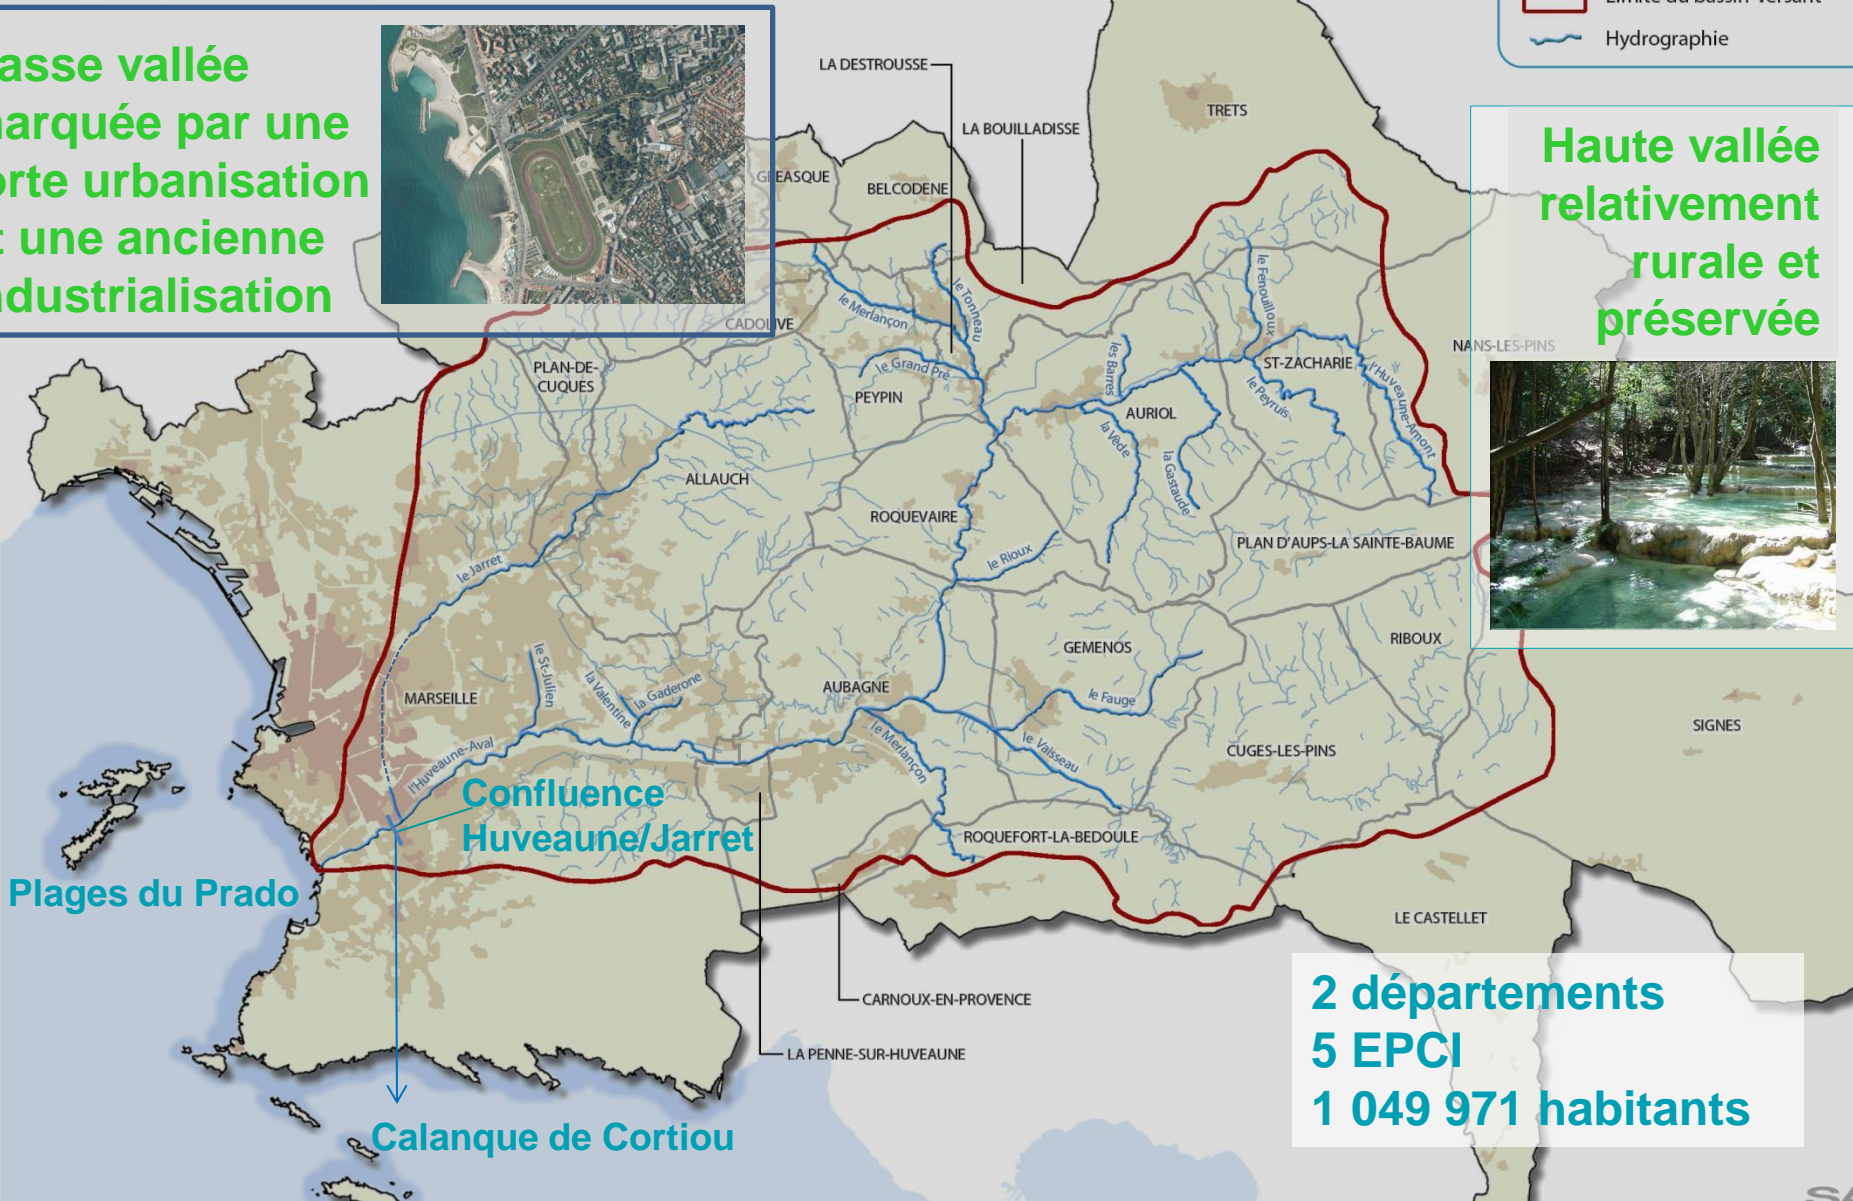 asse vallée
arquée par une
rte urbanisation
une ancienne
ndustrialisation
Limite du bassin versant
Hydrographie
Haute vallée
relativement
rurale et
préservée
LA DESTROUSSE
LA BOUILLADISSE
TRETS
GREASQUE
BELCODENE
CADOLIVE
le Merlançon
le Tonneau
le Grand Pré
PEYPIN
PLAN-DE-
CUQUES
le Fenouilloux
ST-ZACHARIE
NANS-LES-PINS
l'Huveaune-Amont
les Barres
AURIOL
le Peyruis
la Vède
la Gastaude
ALLAUCH
ROQUEVAIRE
le Rioux
PLAN D'AUPS-LA SAINTE-BAUME
le Jarret
RIBOUX
GEMENOS
MARSEILLE
le St-Julien
la Valentine
la Gaderone
AUBAGNE
le Fauge
SIGNES
l'Huveaune-Aval
le Merlançon
le Vaisseau
CUGES-LES-PINS
Confluence
Huveaune/Jarret
ROQUEFORT-LA-BEDOULE
Plages du Prado
LE CASTELLET
CARNOUX-EN-PROVENCE
LA PENNE-SUR-HUVEAUNE
2 départements
5 EPCI
1 049 971 habitants
Calanque de Cortiou